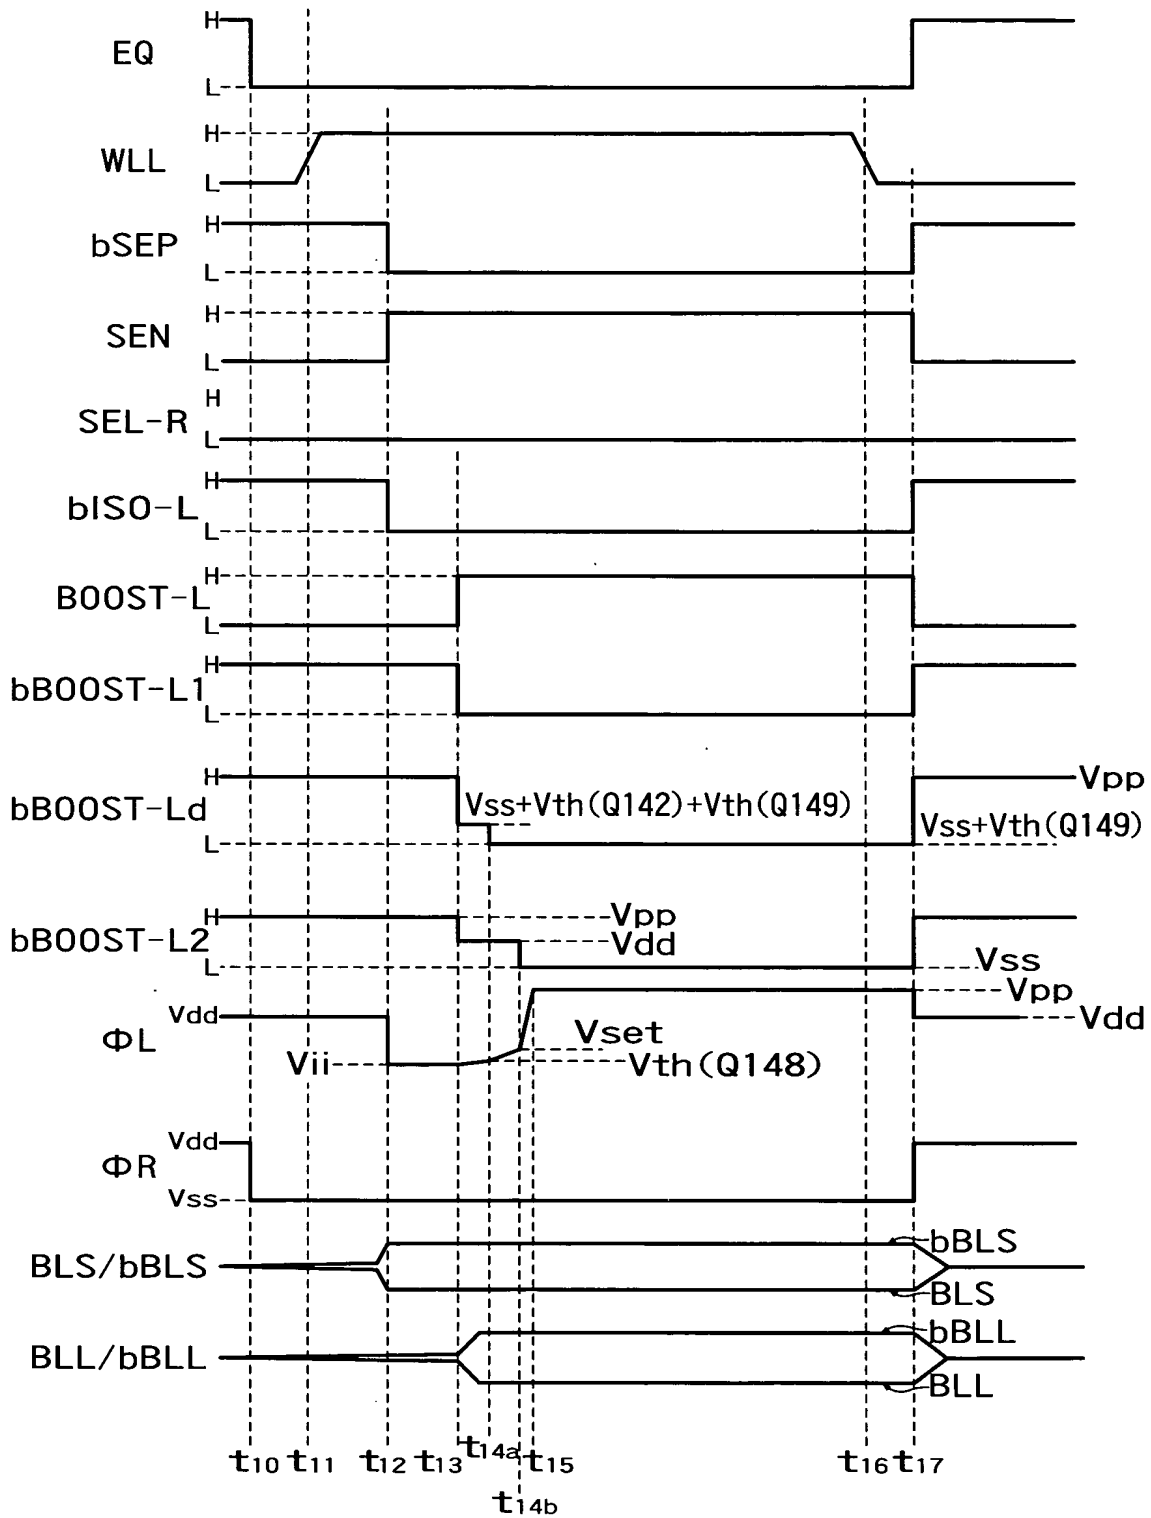 H
EQ
L
H
WLL
L
H
bSEP
L
H
SEN
L
H
SEL-R
L
H
bISO-L
L
H
BOOST-L
L
H
bBOOST-L1
L
H
Vpp
bBOOST-Ld
Vss+Vth(Q142)+Vth(Q149)
Vss+Vth(Q149)
L
H
Vpp
bBOOST-L2
Vdd
L
Vss
Vpp
Vdd
Vdd
ΦL
Vset
Vii
Vth(Q148)
Vdd
ΦR
Vss
bBLS
BLS/bBLS
BLS
bBLL
BLL/bBLL
BLL
t10 t11 t12 t13 t14a t15 t16 t17
t14b